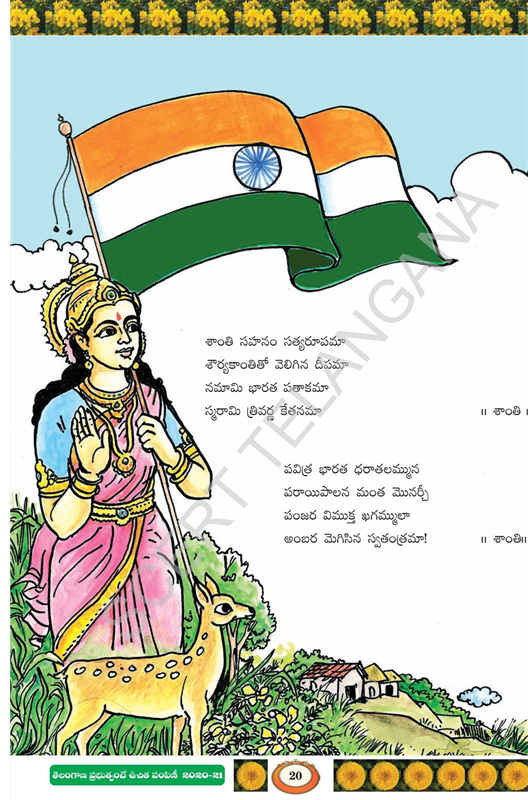 శాంతి సహనం సత్యరూపమా
శౌర్యకాంతితో వెలిగిన దీపమా
నమామి భారత పతాకమా
స్మరామి త్రివర్ణ కేతనమా ॥ శాంతి ॥
పవిత్ర భారత ధరాతలమ్మున
పరాయిపాలన మంత మొనర్చి
పంజర విముక్త ఖగమ్ములా
అంబర మెగిసిన స్వతంత్రమా! ॥ శాంతి॥
SCERT TELANGANA
తెలంగాణ ప్రభుత్వంచే ఉచిత పంపిణీ 2020-21
20